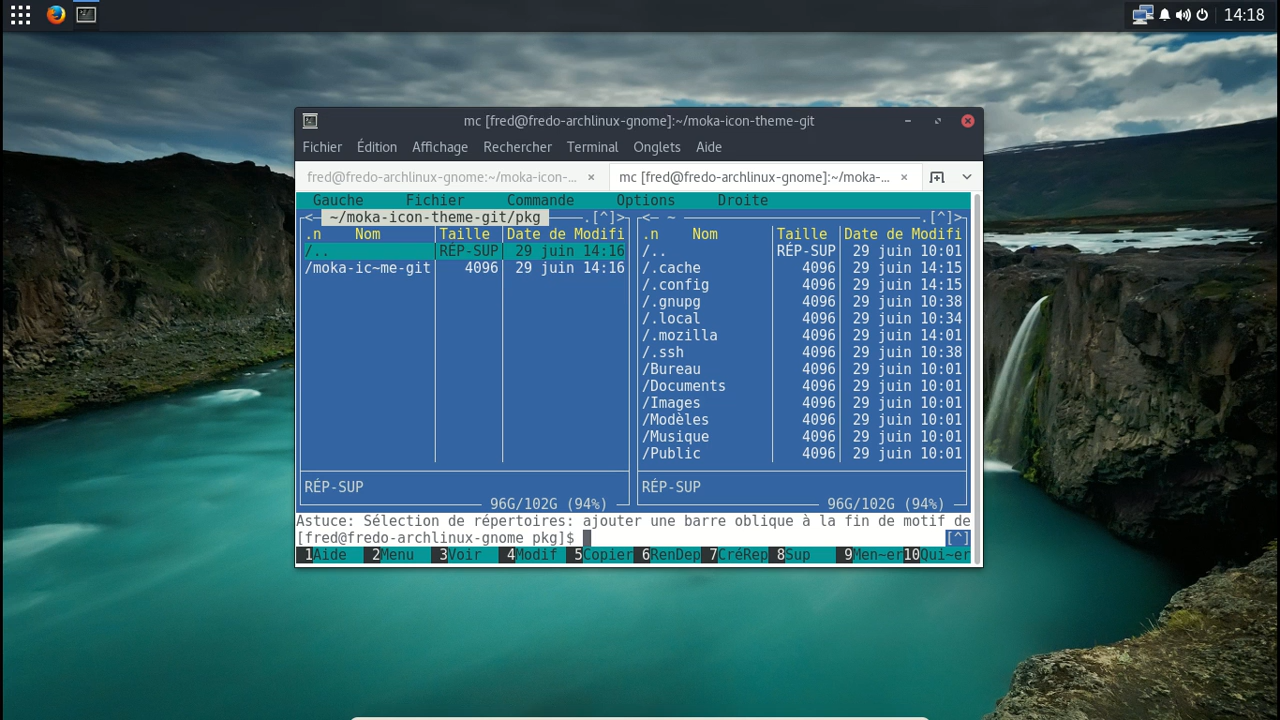 14:18
mc [fred@fredo-archlinux-gnome]:~/moka-icon-theme-git
Fichier Édition Affichage Rechercher Terminal Onglets Aide
fred@fredo-archlinux-gnome:~/moka-icon-... × mc [fred@fredo-archlinux-gnome]:~/moka-... ×
Gauche Fichier Commande Options Droite
<─ ~/moka-icon-theme-git/pkg ─.[^]>
.n Nom Taille Date de Modifi
/.. RÉP-SUP 29 juin 14:16
/moka-ic~me-git 4096 29 juin 14:16
RÉP-SUP
96G/102G (94%)
<─ ~ ─.[^]>
.n Nom Taille Date de Modifi
/.. RÉP-SUP 29 juin 10:01
/.cache 4096 29 juin 14:15
/.config 4096 29 juin 14:15
/.gnupg 4096 29 juin 10:38
/.local 4096 29 juin 10:34
/.mozilla 4096 29 juin 14:01
/.ssh 4096 29 juin 10:38
/Bureau 4096 29 juin 10:01
/Documents 4096 29 juin 10:01
/Images 4096 29 juin 10:01
/Modèles 4096 29 juin 10:01
/Musique 4096 29 juin 10:01
/Public 4096 29 juin 10:01
RÉP-SUP
96G/102G (94%)
Astuce: Sélection de répertoires: ajouter une barre oblique à la fin de motif de
[fred@fredo-archlinux-gnome pkg]$ [^]
1Aide 2Menu 3Voir 4Modif 5Copier 6RenDep 7CréRep 8Sup 9Men~er 10Qui~er